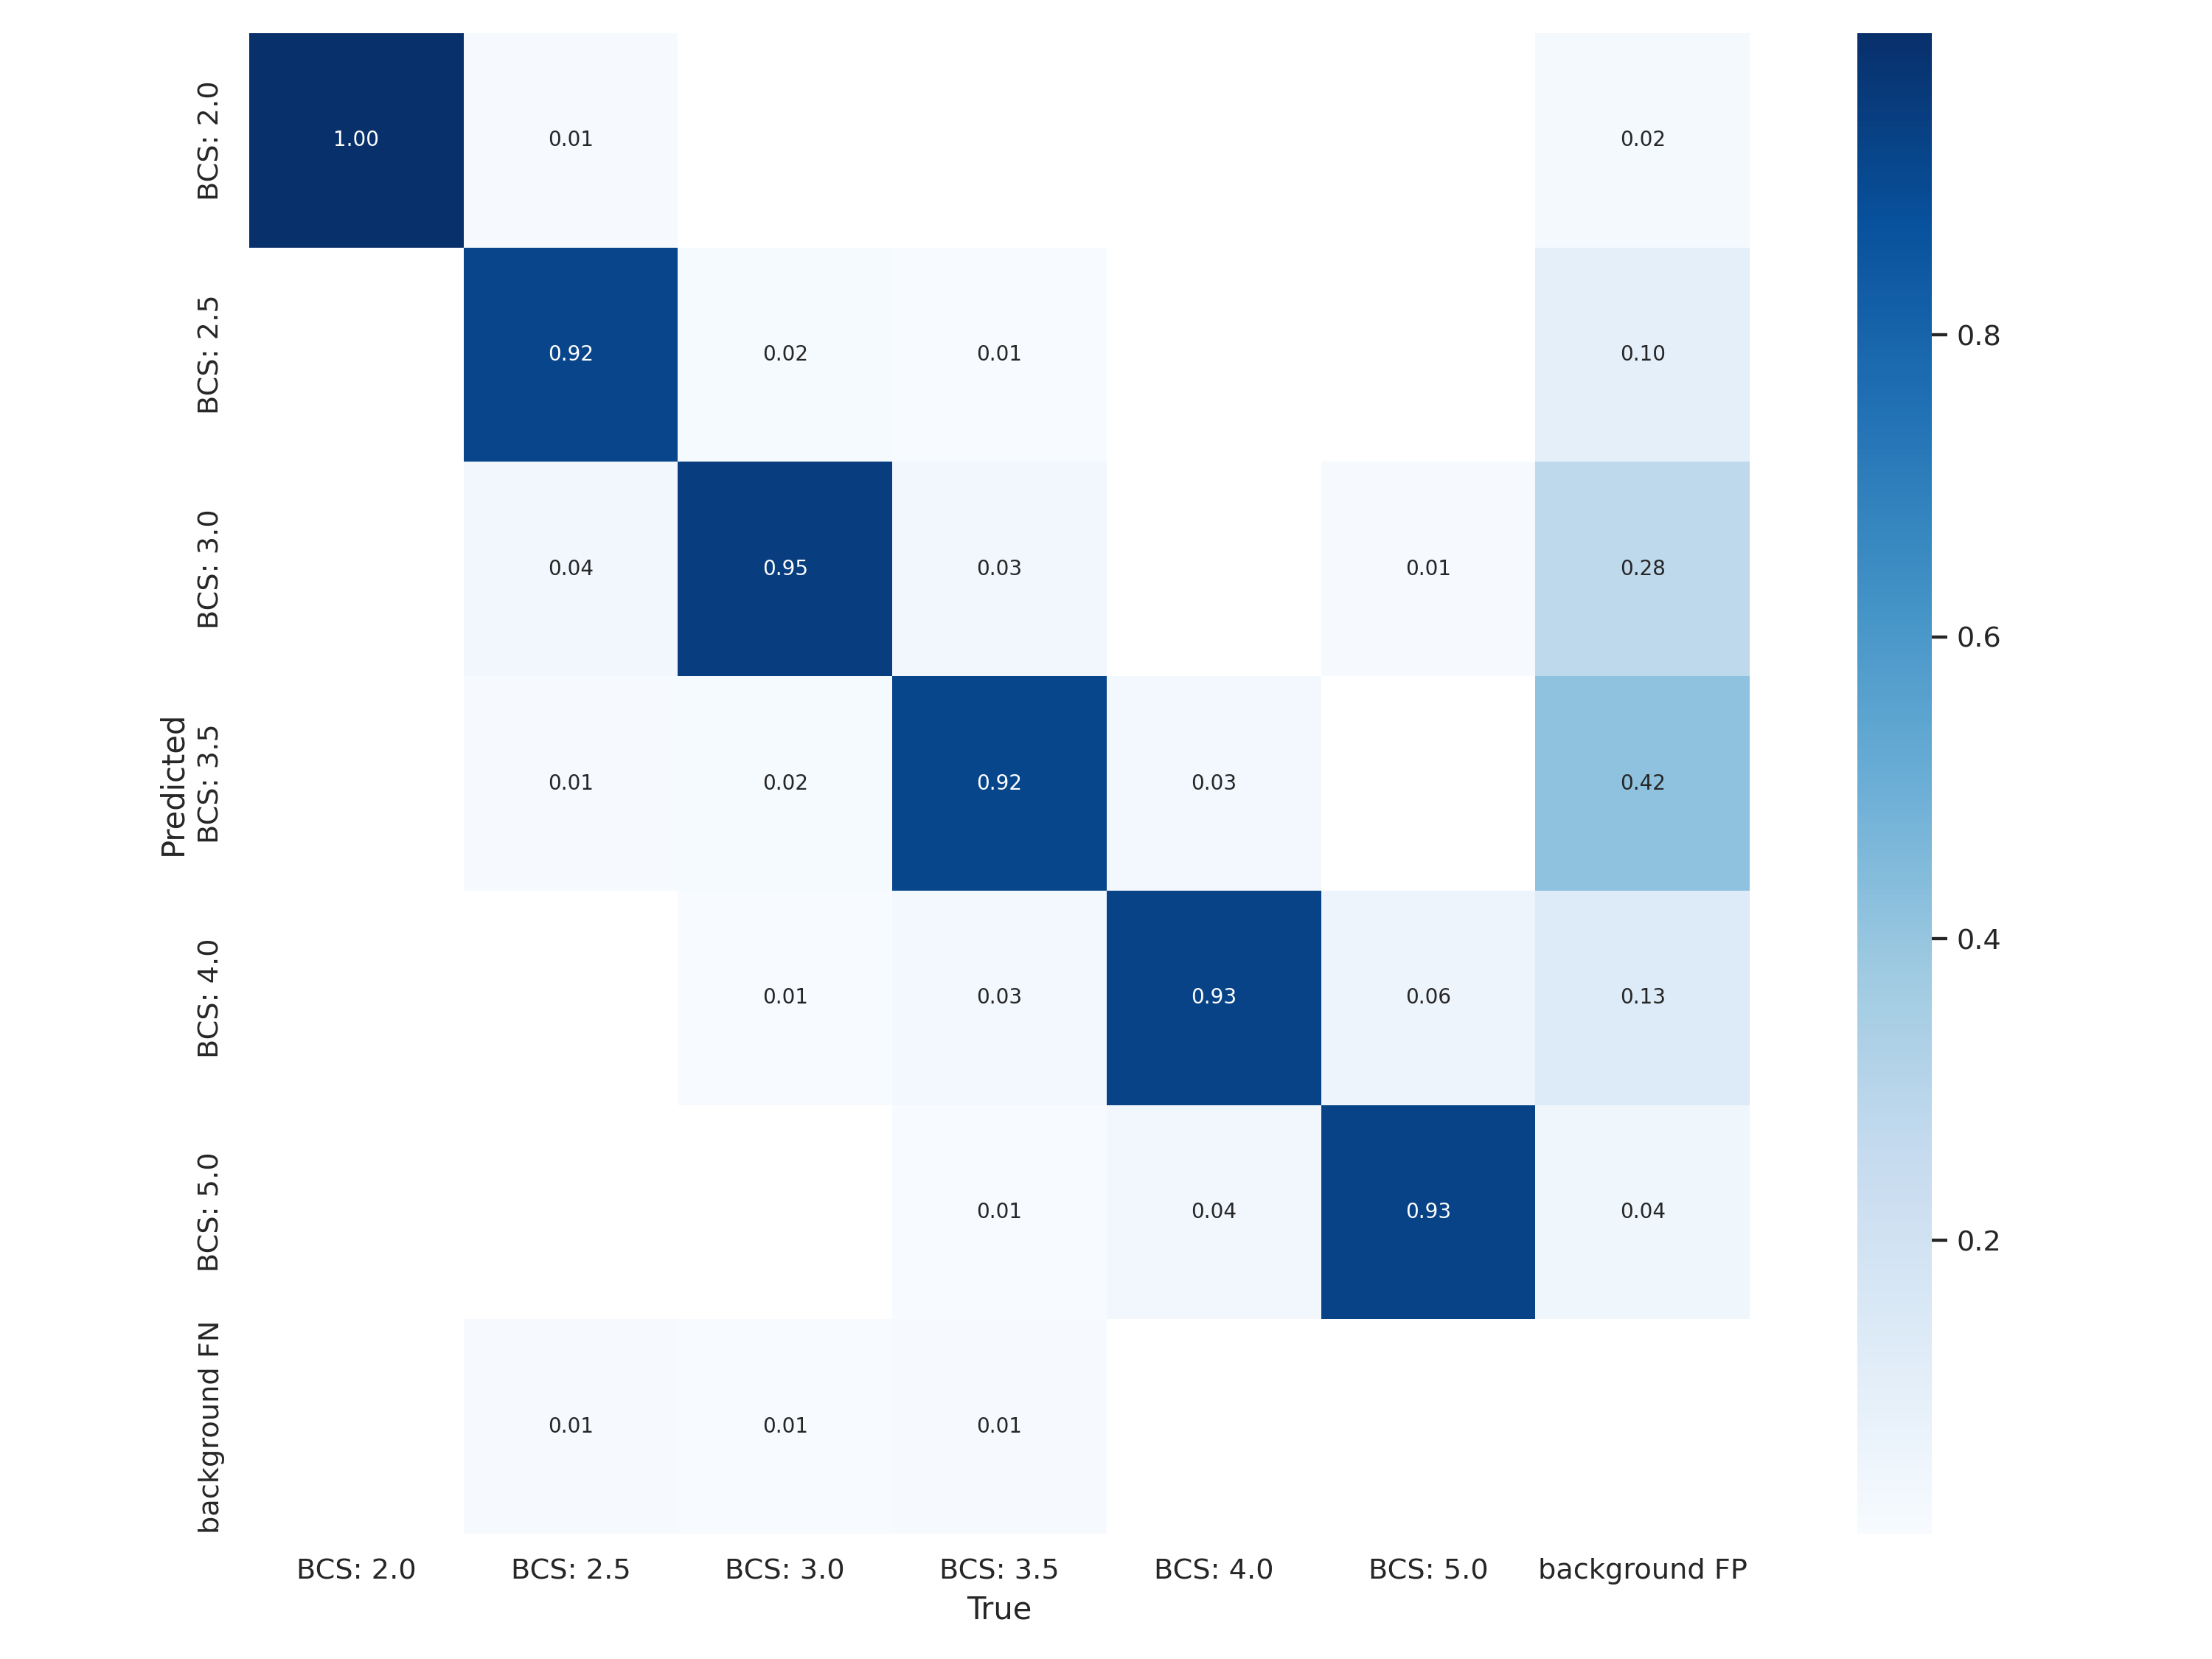 BCS: 2.0 1.00 0.01 0.02
BCS: 2.5 0.92 0.02 0.01 0.10 0.8
BCS: 3.0 0.04 0.95 0.03 0.01 0.28 0.6
Predicted
BCS: 3.5 0.01 0.02 0.92 0.03 0.42 0.4
BCS: 4.0 0.01 0.03 0.93 0.06 0.13
BCS: 5.0 0.01 0.04 0.93 0.04 0.2
background FN 0.01 0.01 0.01
BCS: 2.0 BCS: 2.5 BCS: 3.0 BCS: 3.5 BCS: 4.0 BCS: 5.0 background FP
True